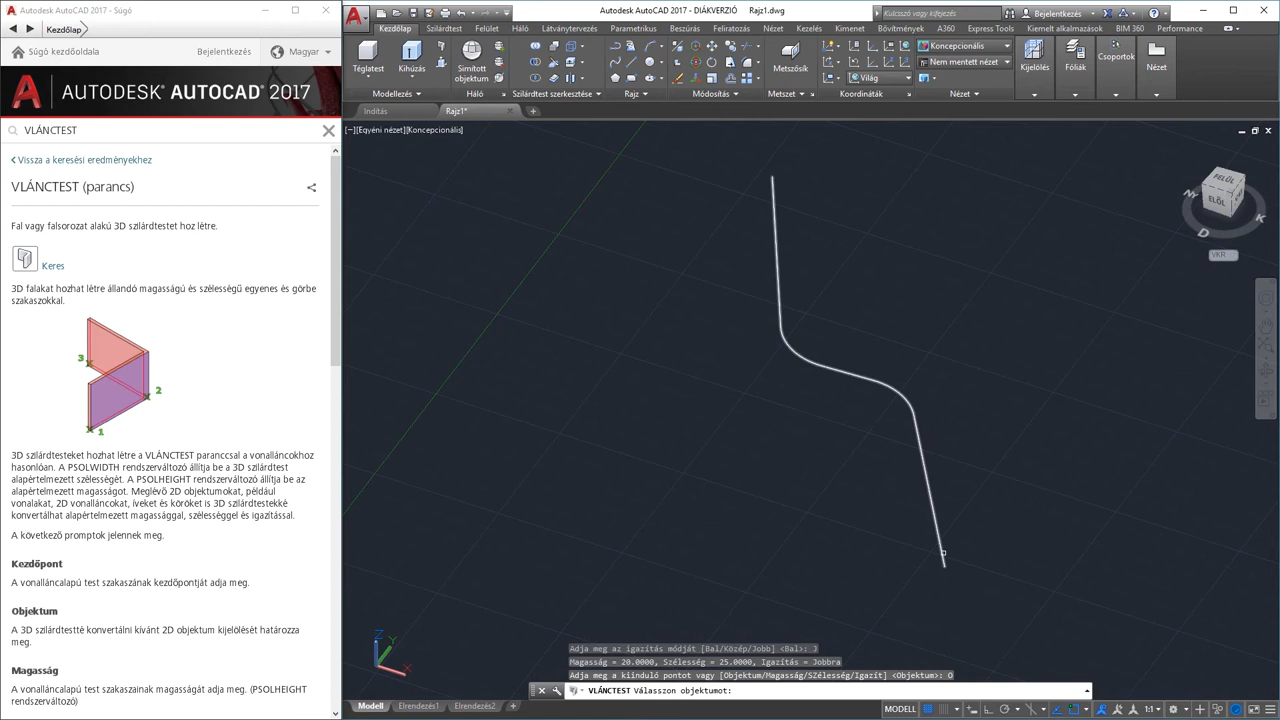 Autodesk AutoCAD 2017 - Súgó
Kezdőlap
Súgó kezdőoldala
Bejelentkezés
Magyar
AUTODESK® AUTOCAD® 2017
VLÁNCTEST
Vissza a keresési eredményekhez
VLÁNCTEST (parancs)
Fal vagy falsorozat alakú 3D szilárdtestet hoz létre.
Keres
3D falakat hozhat létre állandó magasságú és szélességű egyenes és görbe
szakaszokkal.
3
2
1
3D szilárdtesteket hozhat létre a VLÁNCTEST paranccsal a vonalláncokhoz
hasonlóan. A PSOLWIDTH rendszerváltozó állítja be a 3D szilárdtest
alapértelmezett szélességét. A PSOLHEIGHT rendszerváltozó állítja be az
alapértelmezett magasságot. Meglévő 2D objektumokat, például
vonalakat, 2D vonalláncokat, íveket és köröket is 3D szilárdtestekké
konvertálhat alapértelmezett magassággal, szélességgel és igazítással.
A következő promptok jelennek meg.
Kezdőpont
A vonalláncalapú test szakaszának kezdőpontját adja meg.
Objektum
A 3D szilárdtestté konvertálni kívánt 2D objektum kijelölését határozza
meg.
Magasság
A vonalláncalapú test szakaszainak magasságát adja meg. (PSOLHEIGHT
rendszerváltozó)
Autodesk AutoCAD 2017 - DIÁKVERZIÓ Rajz1.dwg
Kulcsszó vagy kifejezés
Bejelentkezés
Kezdőlap Szilárdtest Felület Háló Látványtervezés Parametrikus Beszúrás Feliratozás Nézet Kezelés Kimenet Bővítmények A360 Express Tools Kiemelt alkalmazások BIM 360 Performance
Téglatest
Kihúzás
Simított
objektum
Metszősík
Koncepcionális
Nem mentett nézet
Világ
Kijelölés
Fóliák
Csoportok
Nézet
Modellezés Háló Szilárdtest szerkesztése Rajz Módosítás Metszet Koordináták Nézet
Indítás
Rajz1*
[−][Egyéni nézet][Koncepcionális]
FELÜL
ELÖL
NY
K
D
VKR
Z
Y
X
Adja meg az igazítás módját [Bal/Közép/Jobb] <Bal>: J
Magasság = 20.0000, Szélesség = 25.0000, Igazítás = Jobbra
Adja meg a kiinduló pontot vagy [Objektum/Magasság/SZélesség/Igazít] <Objektum>: O
VLÁNCTEST Válasszon objektumot:
Modell
Elrendezés1
Elrendezés2
MODELL
1:1